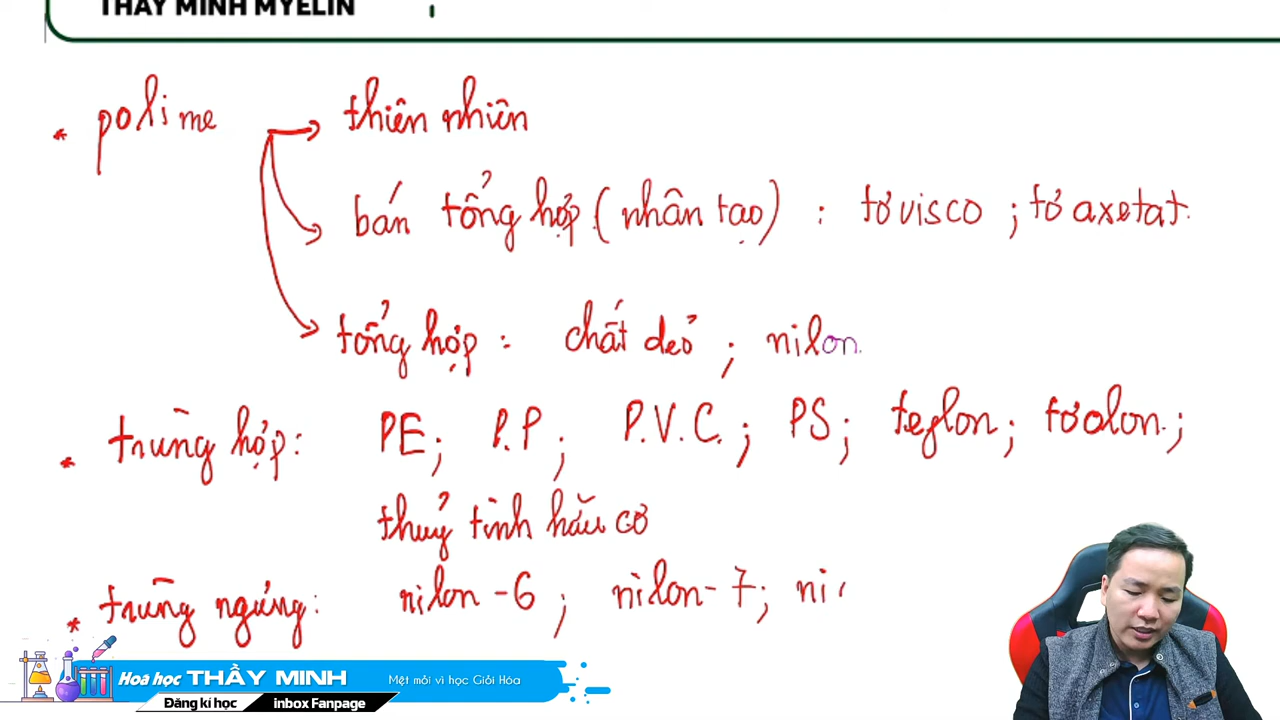 THẦY MINH MYELIN
* polime → thiên nhiên
→ bán tổng hợp (nhân tạo) : tơ visco ; tơ axetat.
→ tổng hợp : chất dẻo ; nilon.
* trùng hợp: PE; P.P; P.V.C.; PS; teflon; tơ olon.;
thuỷ tinh hữu cơ
* trùng ngưng: nilon-6 ; nilon-7; ni
Hoá học THẦY MINH Mệt mỏi vì học Giỏi Hóa
Đăng kí học inbox Fanpage